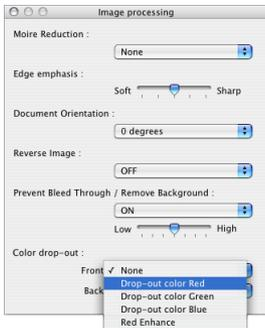 Image processing
Moire Reduction :
None
Edge emphasis :
Soft Sharp
Document Orientation :
0 degrees
Reverse Image :
OFF
Prevent Bleed Through / Remove Background :
ON
Low High
Color drop-out :
Front ✓ None
Drop-out color Red
Back Drop-out color Green
Drop-out color Blue
Red Enhance